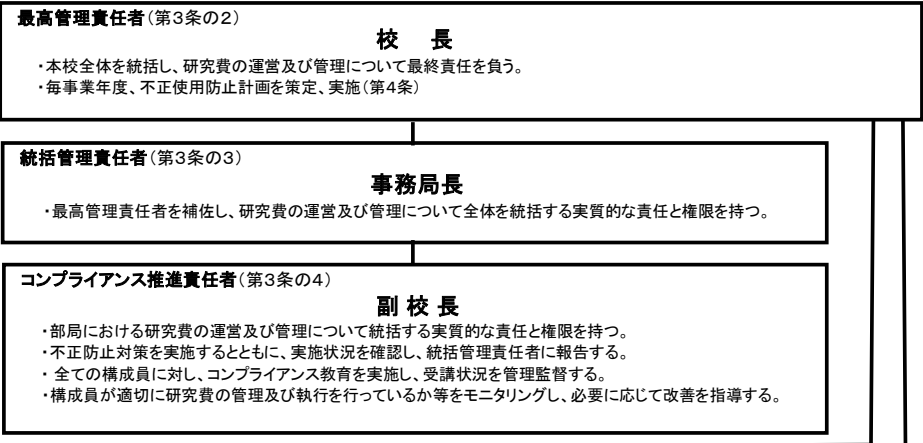 最高管理責任者（第３条の２）
校　長
・本校全体を統括し、研究費の運営及び管理について最終責任を負う。
・毎事業年度、不正使用防止計画を策定、実施（第４条）
統括管理責任者（第３条の３）
事務局長
・最高管理責任者を補佐し、研究費の運営及び管理について全体を統括する実質的な責任と権限を持つ。
コンプライアンス推進責任者（第３条の４）
副 校 長
・部局における研究費の運営及び管理について統括する実質的な責任と権限を持つ。
・不正防止対策を実施するとともに、実施状況を確認し、統括管理責任者に報告する。
・ 全ての構成員に対し、コンプライアンス教育を実施し、受講状況を管理監督する。
・構成員が適切に研究費の管理及び執行を行っているか等をモニタリングし、必要に応じて改善を指導する。